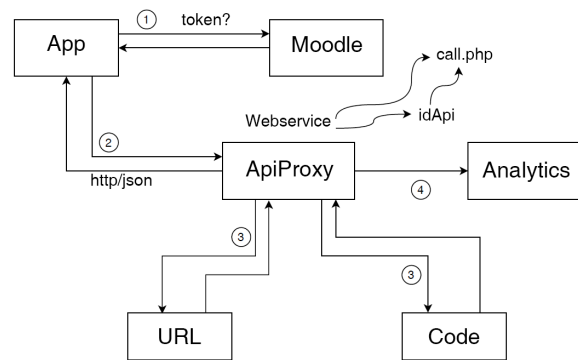 1
token?
App
Moodle
call.php
Webservice
idApi
2
http/json
ApiProxy
4
Analytics
3
3
URL
Code